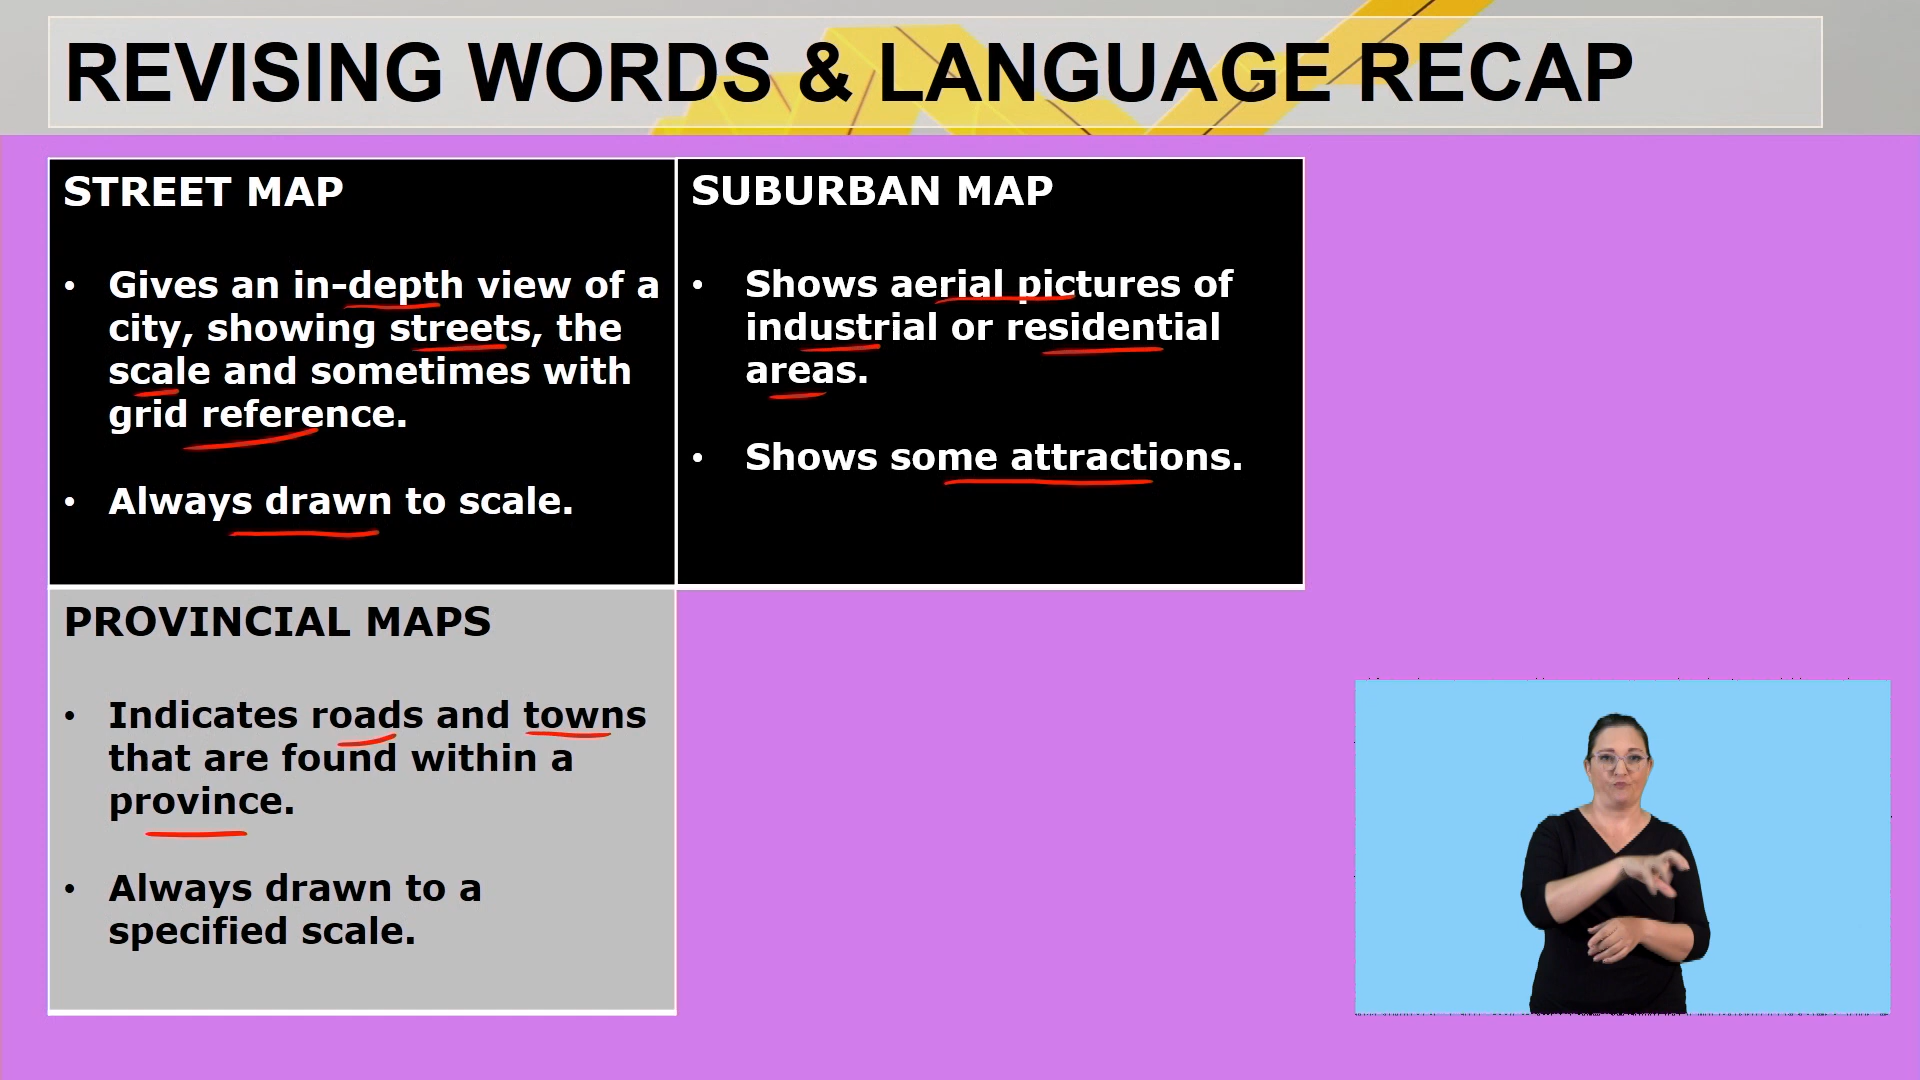 REVISING WORDS & LANGUAGE RECAP
STREET MAP
• Gives an in-depth view of a
city, showing streets, the
scale and sometimes with
grid reference.
• Always drawn to scale.
SUBURBAN MAP
• Shows aerial pictures of
industrial or residential
areas.
• Shows some attractions.
PROVINCIAL MAPS
• Indicates roads and towns
that are found within a
province.
• Always drawn to a
specified scale.